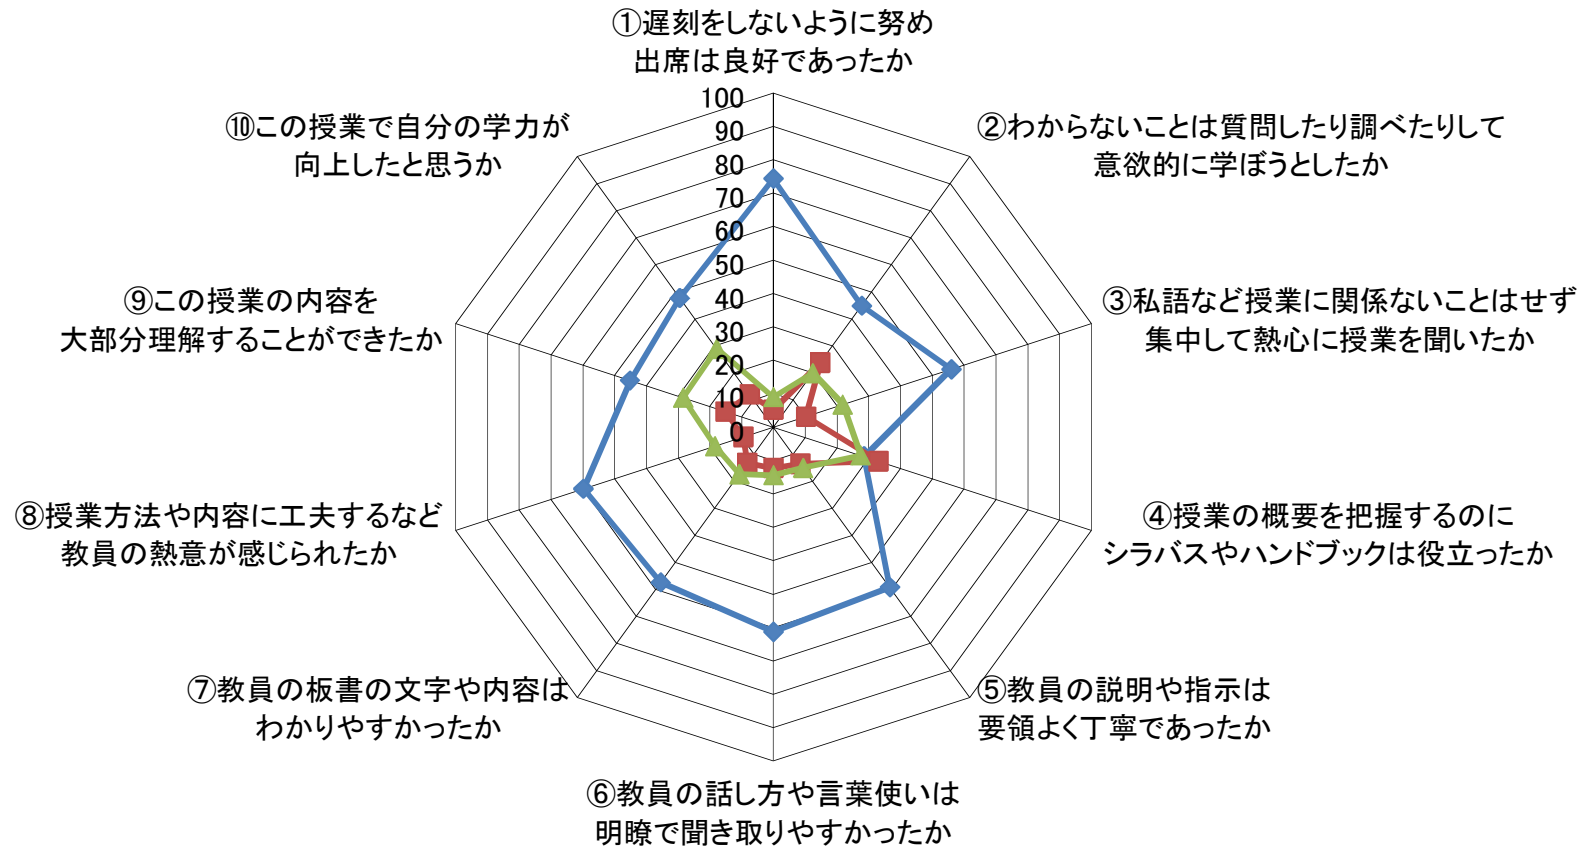 ①遅刻をしないように努め
出席は良好であったか
②わからないことは質問したり調べたりして
意欲的に学ぼうとしたか
③私語など授業に関係ないことはせず
集中して熱心に授業を聞いたか
④授業の概要を把握するのに
シラバスやハンドブックは役立ったか
⑤教員の説明や指示は
要領よく丁寧であったか
⑥教員の話し方や言葉使いは
明瞭で聞き取りやすかったか
⑦教員の板書の文字や内容は
わかりやすかったか
⑧授業方法や内容に工夫するなど
教員の熱意が感じられたか
⑨この授業の内容を
大部分理解することができたか
⑩この授業で自分の学力が
向上したと思うか
100
90
80
70
60
50
40
30
20
10
0